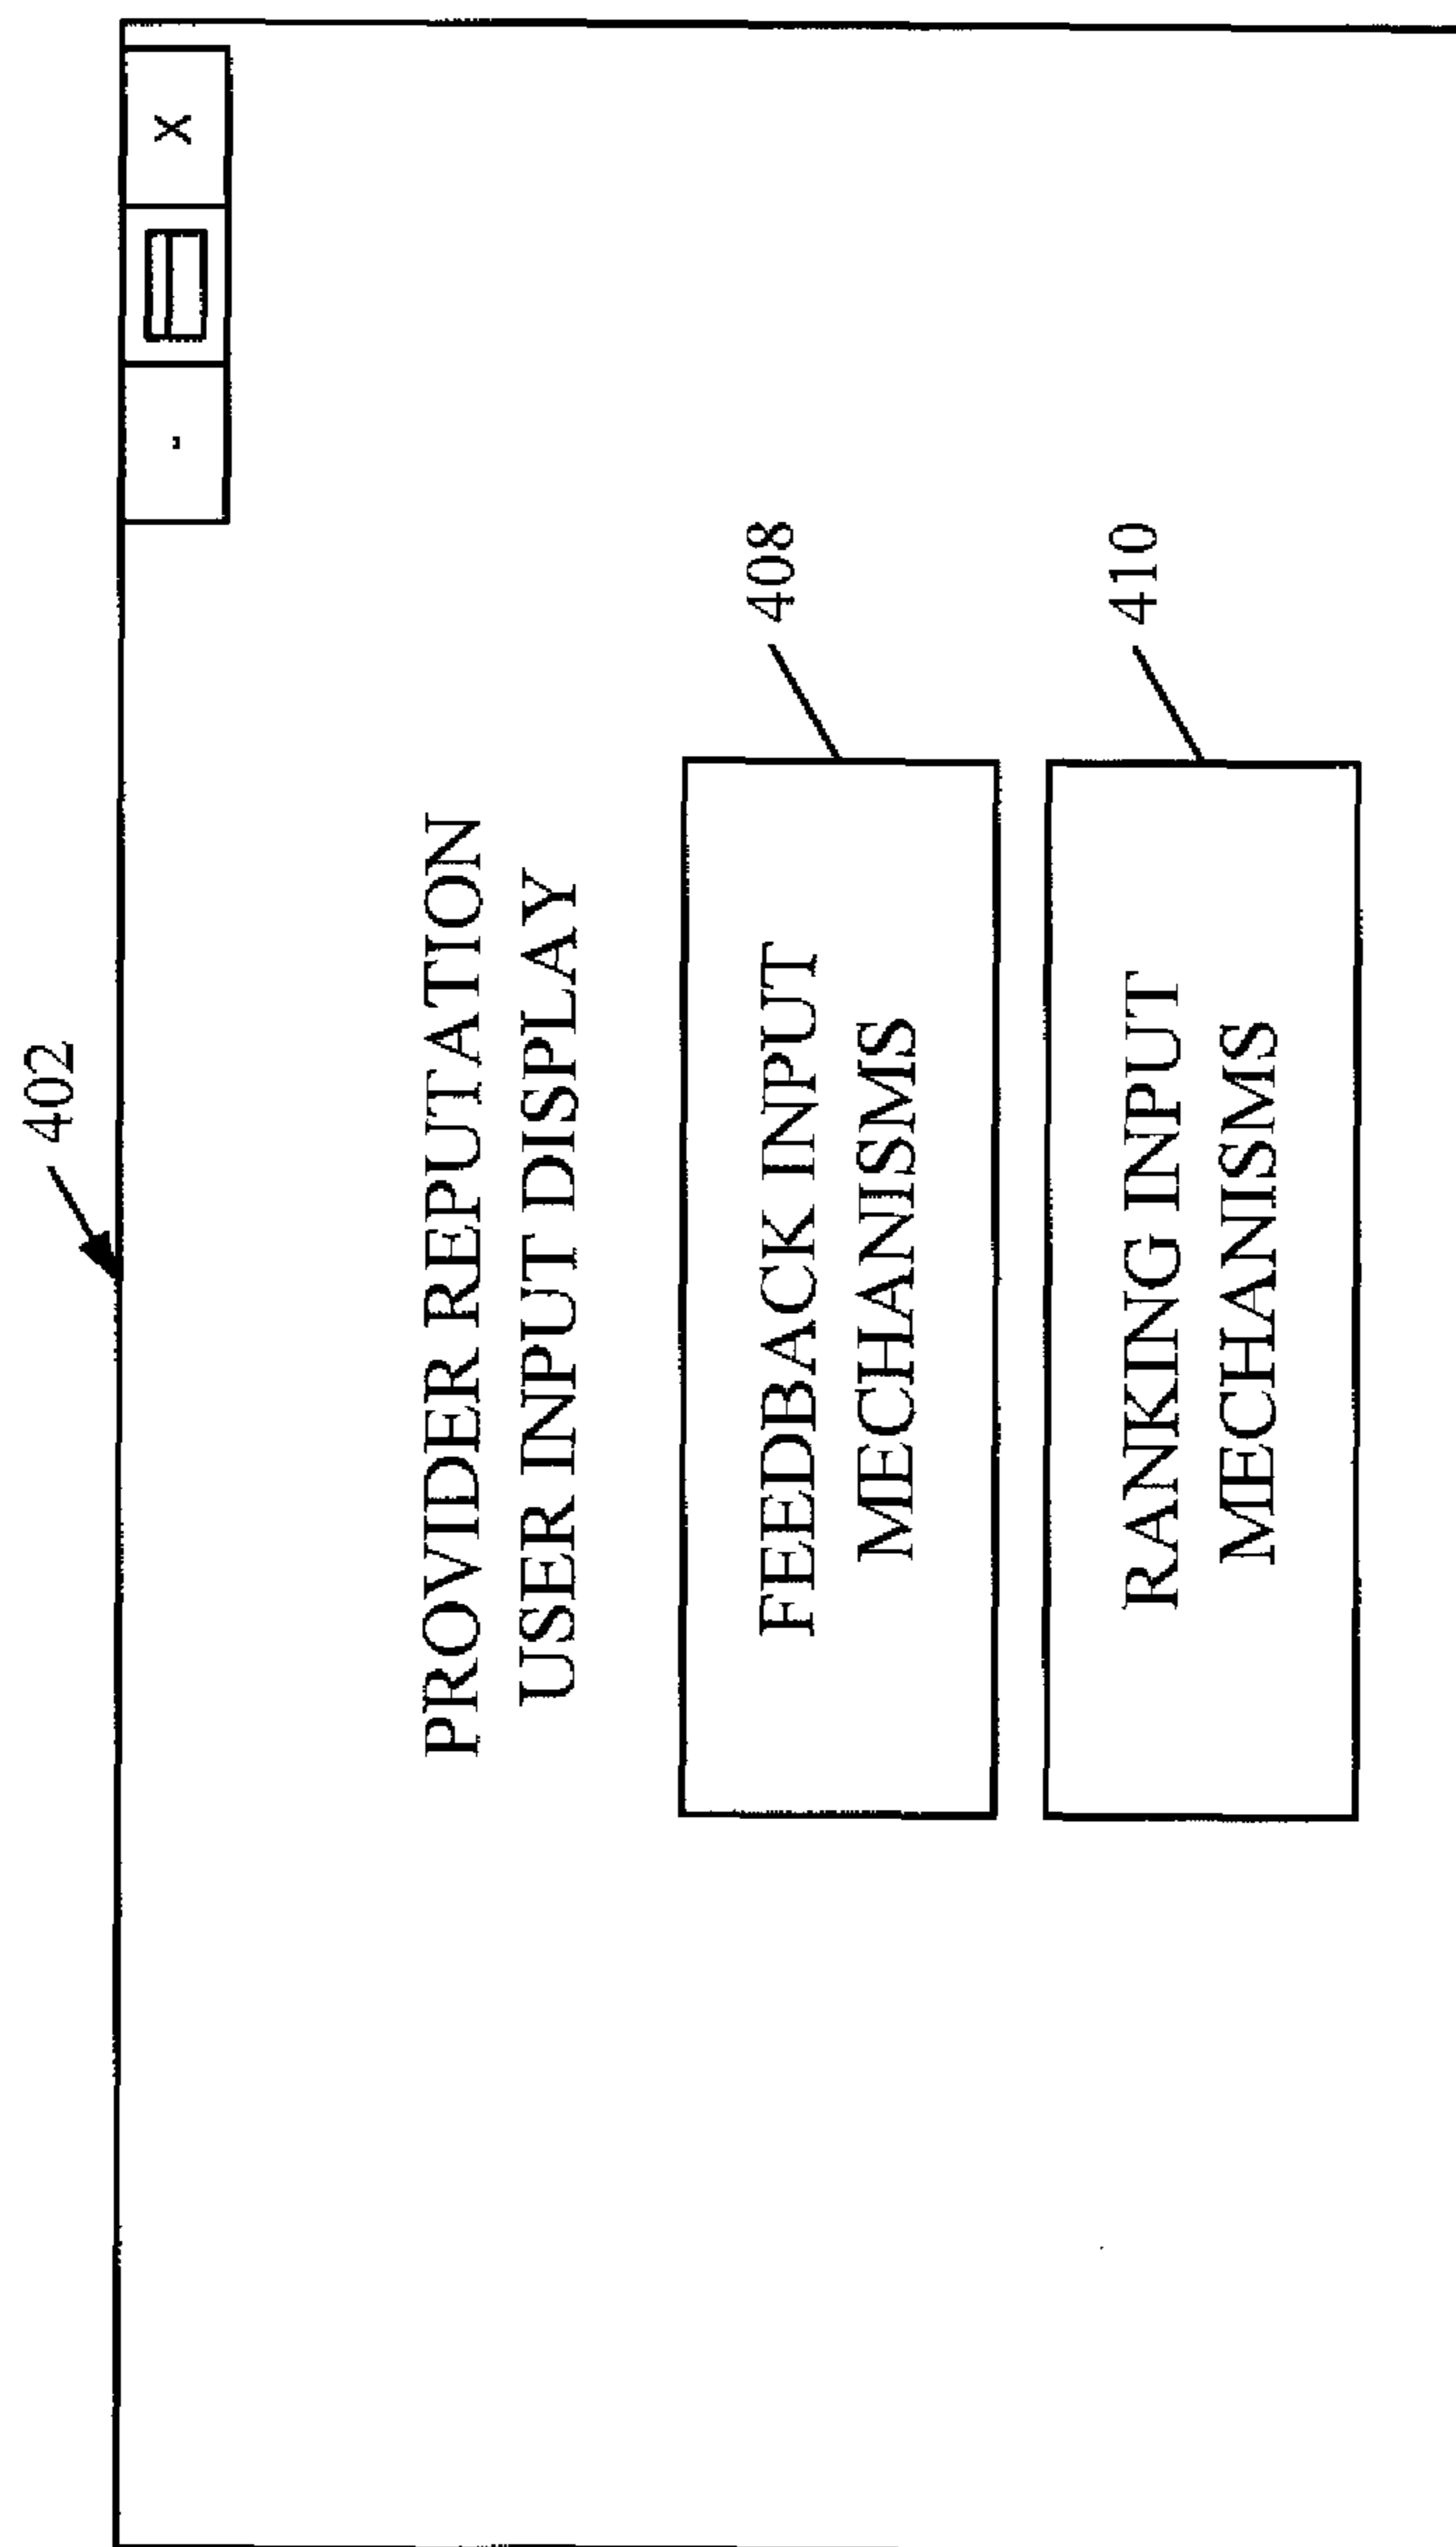 402
X
-
PROVIDER REPUTATION
USER INPUT DISPLAY
408
FEEDBACK INPUT
MECHANISMS
410
RANKING INPUT
MECHANISMS